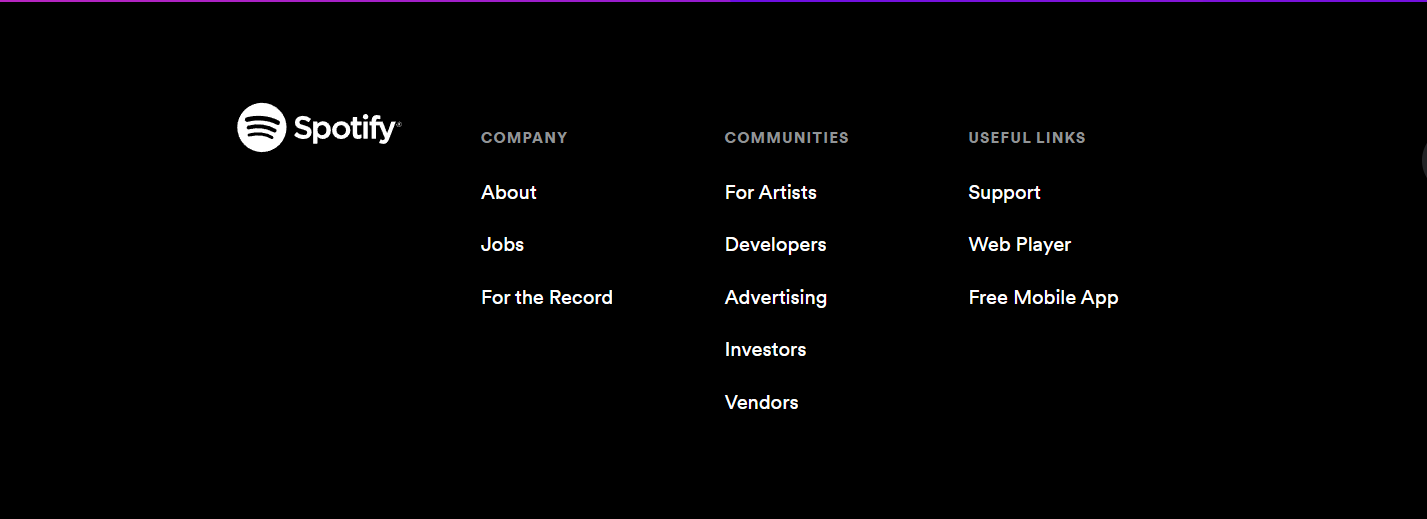 Spotify®
COMPANY
About
Jobs
For the Record
COMMUNITIES
For Artists
Developers
Advertising
Investors
Vendors
USEFUL LINKS
Support
Web Player
Free Mobile App